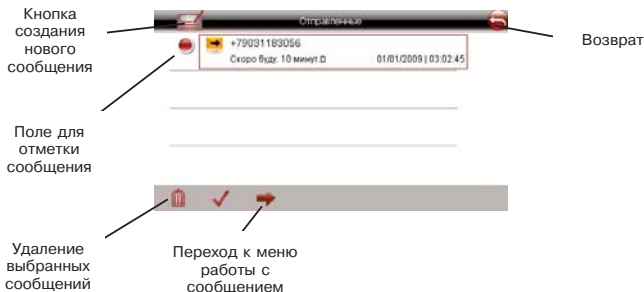 Кнопка
создания
нового
сообщения
Отправленные
Возврат
+79031183056
Скоро буду. 10 минут.D 01/01/2009 | 03:02:45
Поле для
отметки
сообщения
Удаление
выбранных
сообщений
Переход к меню
работы с
сообщением